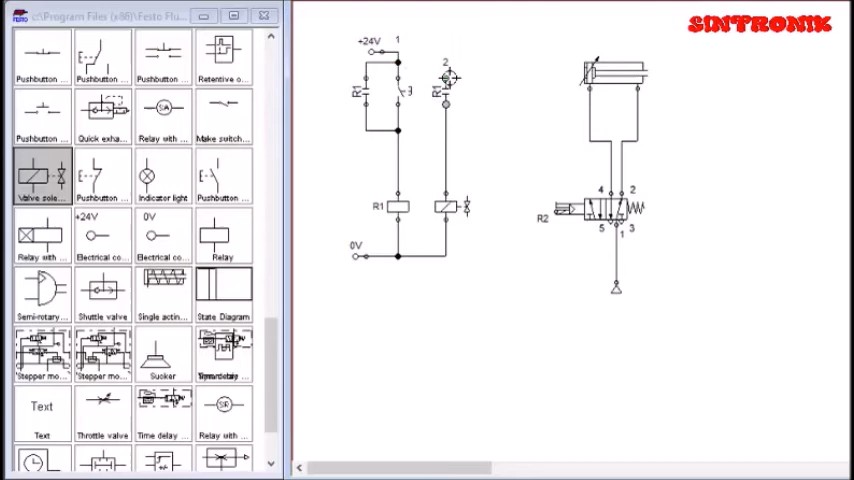 c:\Program Files (x86)\Festo Flu...
FESTO
SINTRONIK
Pushbutton ...
Pushbutton ...
Pushbutton ...
Retentive o...
Pushbutton ...
Quick exha...
Relay with ...
Make switch...
Valve sole...
Pushbutton ...
Indicator light
Pushbutton ...
+24V
0V
Relay with ...
Electrical co...
Electrical co...
Relay
Semi-rotary...
Shuttle valve
Single actin...
State Diagram
Stepper mo...
Stepper mo...
Sucker
Text
Text
Throttle valve
Time delay ...
Relay with ...
+24V
1
2
R1
R1
R1
0V
4
2
R2
5
1
3